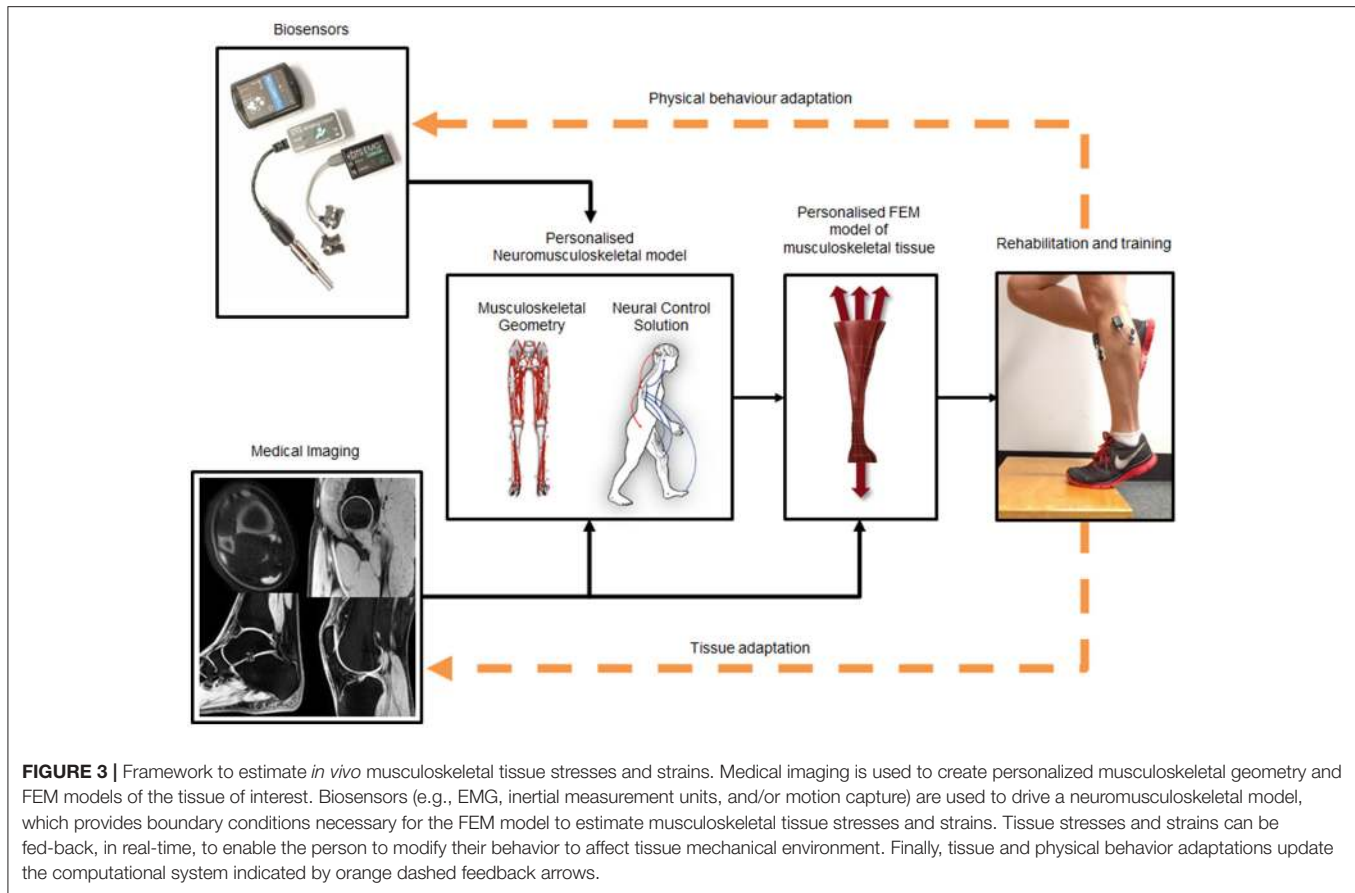 Biosensors
Physical behaviour adaptation
Personalised
Neuromusculoskeletal model
Personalised FEM
model of
musculoskeletal tissue
Rehabilitation and training
Musculoskeletal
Geometry
Neural Control
Solution
Medical Imaging
Tissue adaptation
FIGURE 3 | Framework to estimate in vivo musculoskeletal tissue stresses and strains. Medical imaging is used to create personalized musculoskeletal geometry and
FEM models of the tissue of interest. Biosensors (e.g., EMG, inertial measurement units, and/or motion capture) are used to drive a neuromusculoskeletal model,
which provides boundary conditions necessary for the FEM model to estimate musculoskeletal tissue stresses and strains. Tissue stresses and strains can be
fed-back, in real-time, to enable the person to modify their behavior to affect tissue mechanical environment. Finally, tissue and physical behavior adaptations update
the computational system indicated by orange dashed feedback arrows.